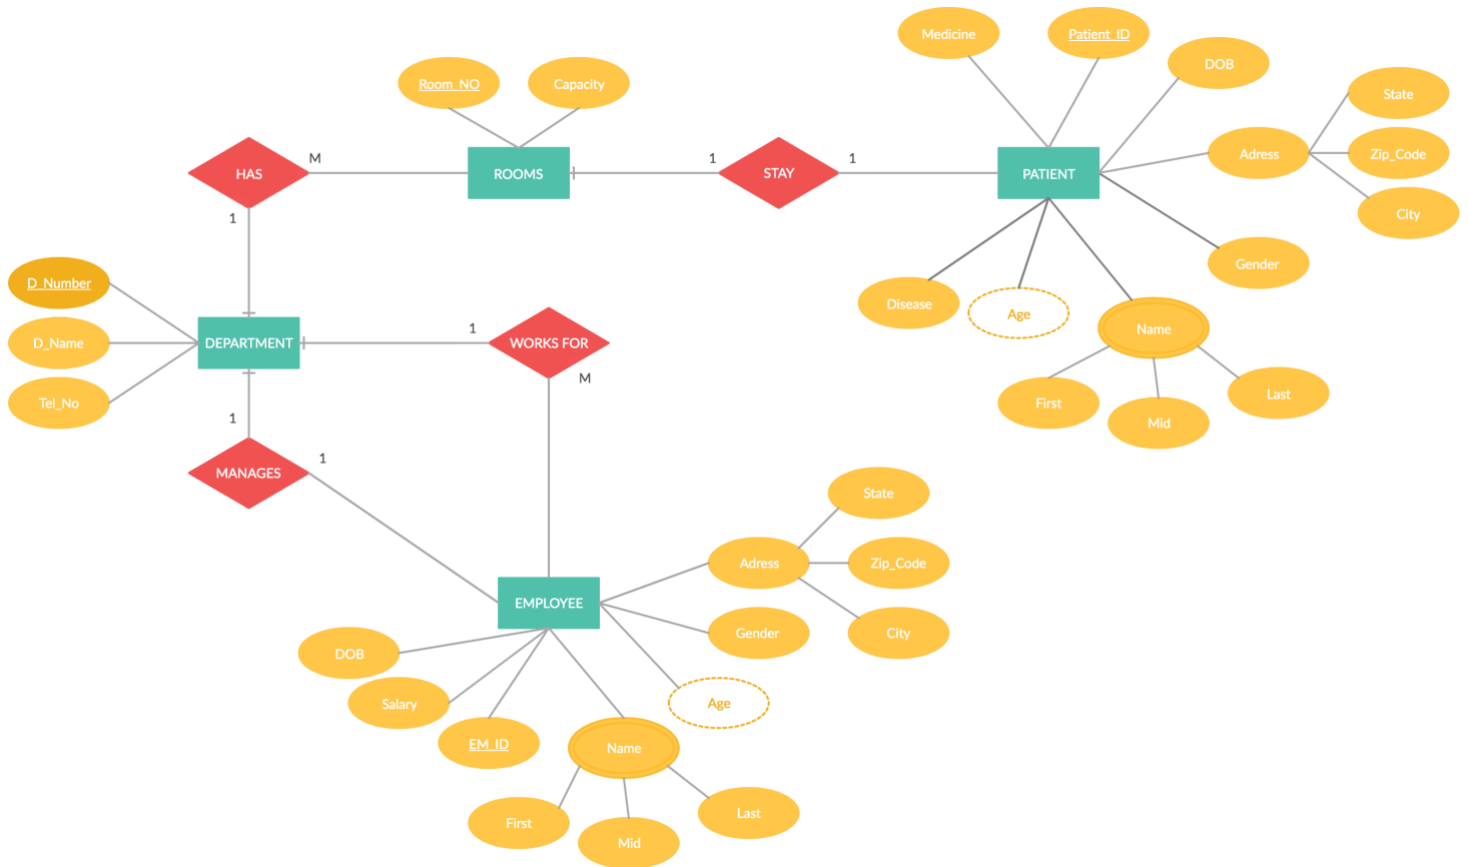 Medicine
Patient_ID
DOB
Room_NO
Capacity
State
Adress
Zip_Code
City
HAS
M
ROOMS
1
STAY
1
PATIENT
1
Gender
D_Number
Disease
Age
Name
D_Name
DEPARTMENT
1
WORKS FOR
M
Tel_No
First
Mid
Last
1
MANAGES
1
State
Adress
Zip_Code
City
EMPLOYEE
Gender
DOB
Salary
EM_ID
Age
Name
First
Mid
Last